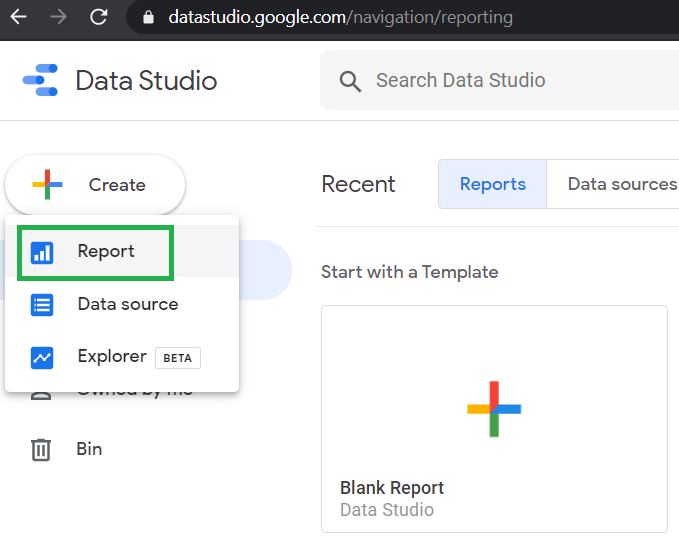 datastudio.google.com/navigation/reporting
Data Studio
Search Data Studio
Create
Recent
Reports
Data sources
Report
Start with a Template
Data source
Explorer BETA
Owned by me
Bin
Blank Report
Data Studio